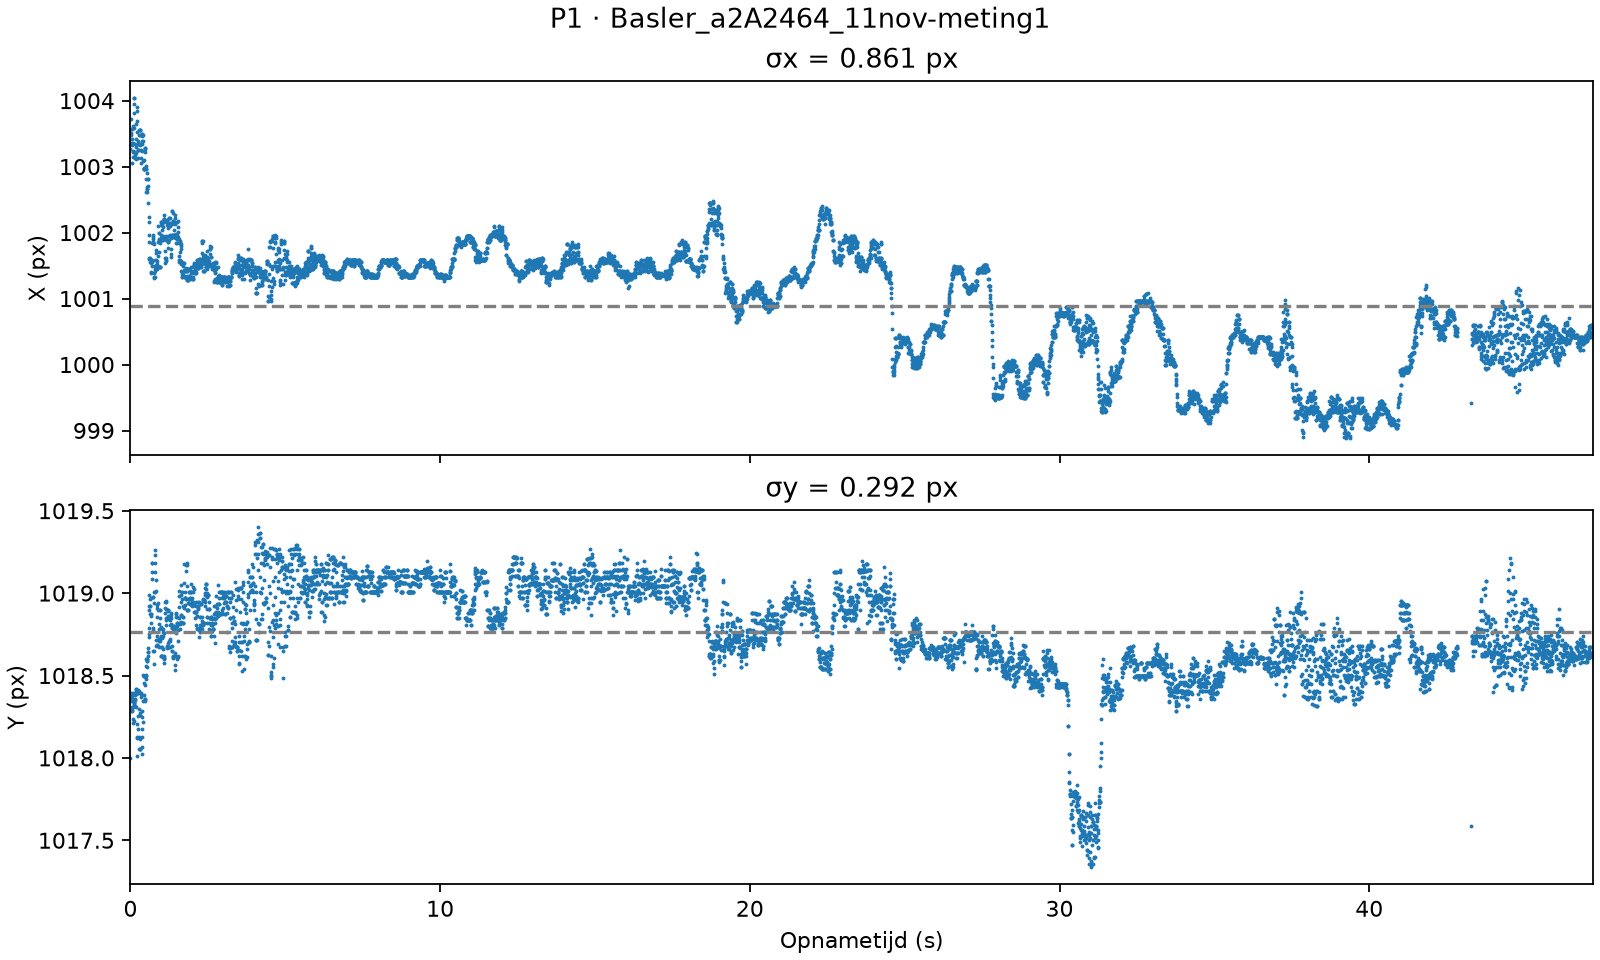 P1 · Basler_a2A2464_11nov-meting1
σx = 0.861 px
X (px)
1004
1003
1002
1001
1000
999
σy = 0.292 px
Y (px)
1019.5
1019.0
1018.5
1018.0
1017.5
0 10 20 30 40
Opnametijd (s)